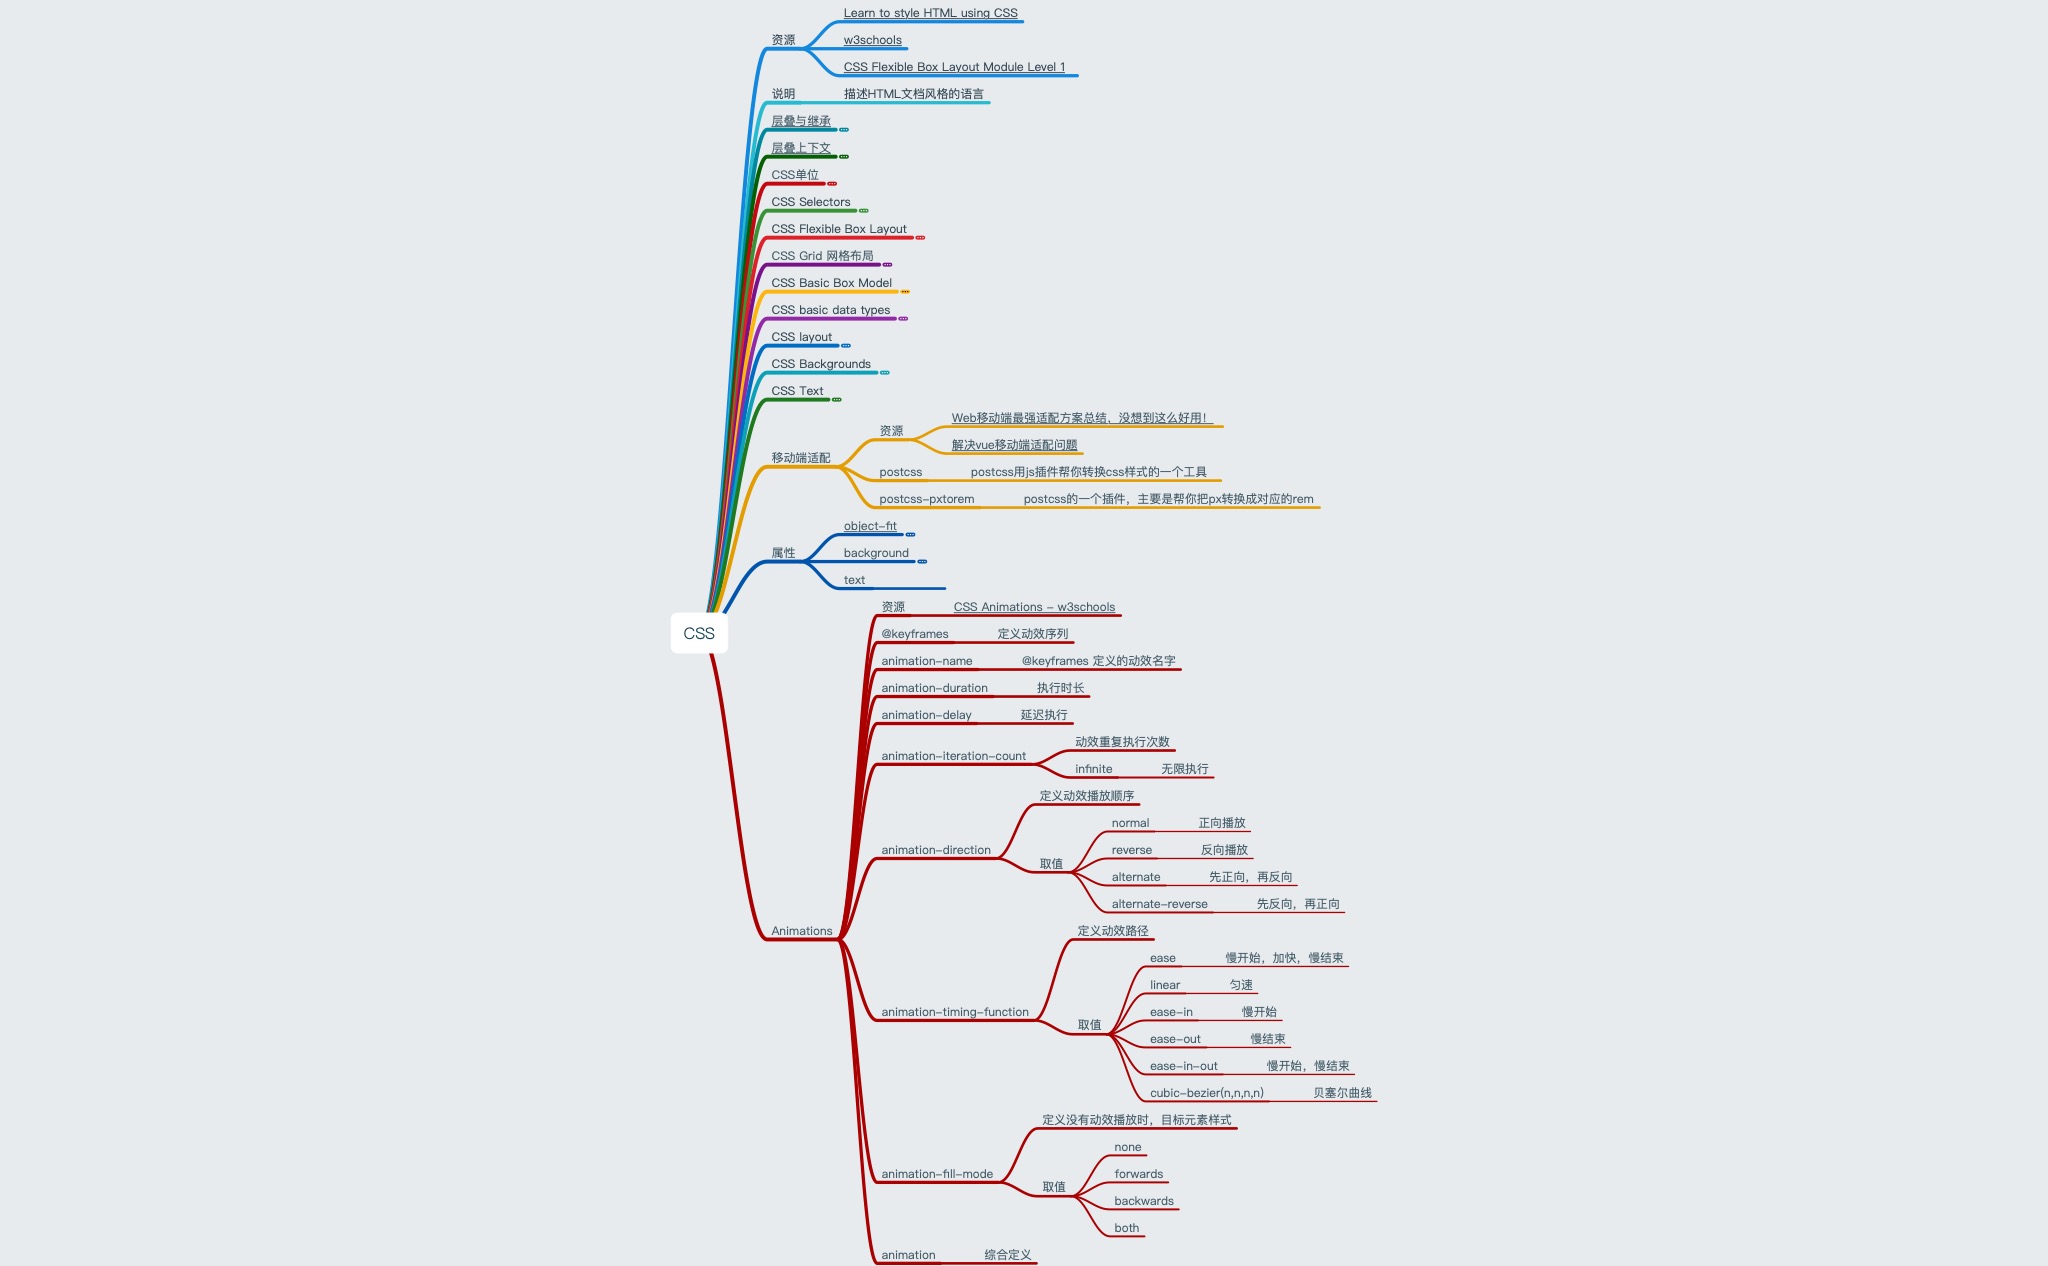 Learn to style HTML using CSS
资源
w3schools
CSS Flexible Box Layout Module Level 1
说明
描述HTML文档风格的语言
层叠与继承
层叠上下文
CSS单位
CSS Selectors
CSS Flexible Box Layout
CSS Grid 网格布局
CSS Basic Box Model
CSS basic data types
CSS layout
CSS Backgrounds
CSS Text
移动端适配
资源
Web移动端最强适配方案总结、没想到这么好用！
解决vue移动端适配问题
postcss
postcss用js插件帮你转换css样式的一个工具
postcss-pxtorem
postcss的一个插件，主要是帮你把px转换成对应的rem
属性
object-fit
background
text
CSS
Animations
资源
CSS Animations - w3schools
@keyframes
定义动效序列
animation-name
@keyframes 定义的动效名字
animation-duration
执行时长
animation-delay
延迟执行
animation-iteration-count
动效重复执行次数
infinite
无限执行
animation-direction
定义动效播放顺序
取值
normal
正向播放
reverse
反向播放
alternate
先正向，再反向
alternate-reverse
先反向，再正向
animation-timing-function
定义动效路径
取值
ease
慢开始，加快，慢结束
linear
匀速
ease-in
慢开始
ease-out
慢结束
ease-in-out
慢开始，慢结束
cubic-bezier(n,n,n,n)
贝塞尔曲线
animation-fill-mode
定义没有动效播放时，目标元素样式
取值
none
forwards
backwards
both
animation
综合定义